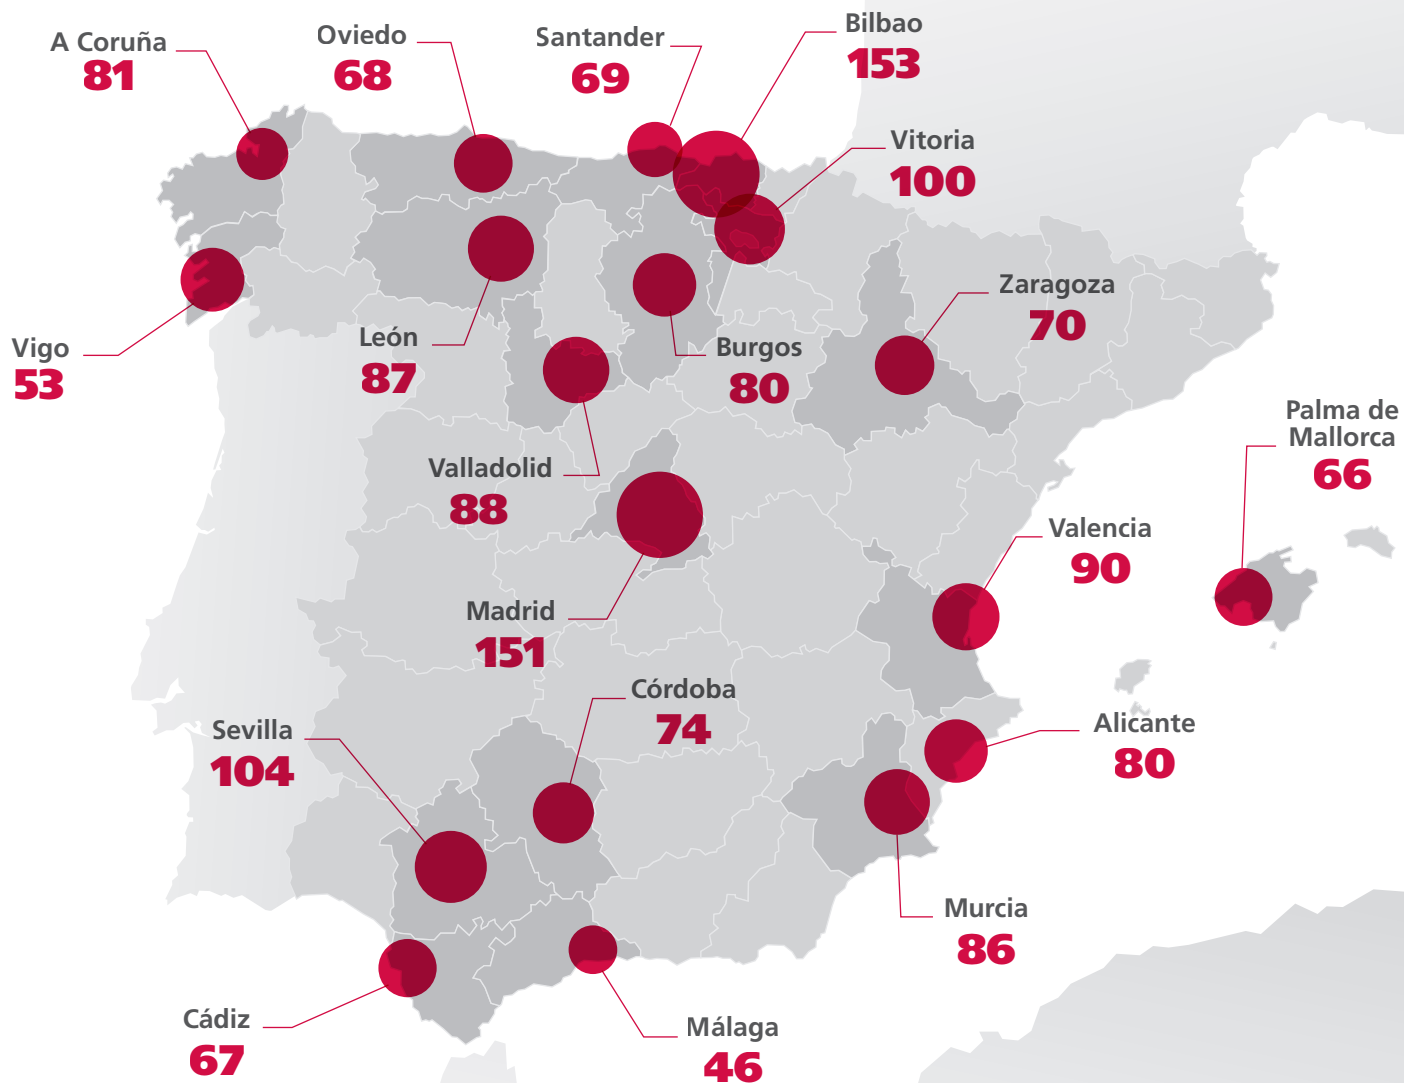 A Coruña
81
Oviedo
68
Santander
69
Bilbao
153
Vitoria
100
Zaragoza
70
Vigo
53
León
87
Burgos
80
Valladolid
88
Palma de
Mallorca
66
Valencia
90
Madrid
151
Córdoba
74
Sevilla
104
Alicante
80
Murcia
86
Cádiz
67
Málaga
46